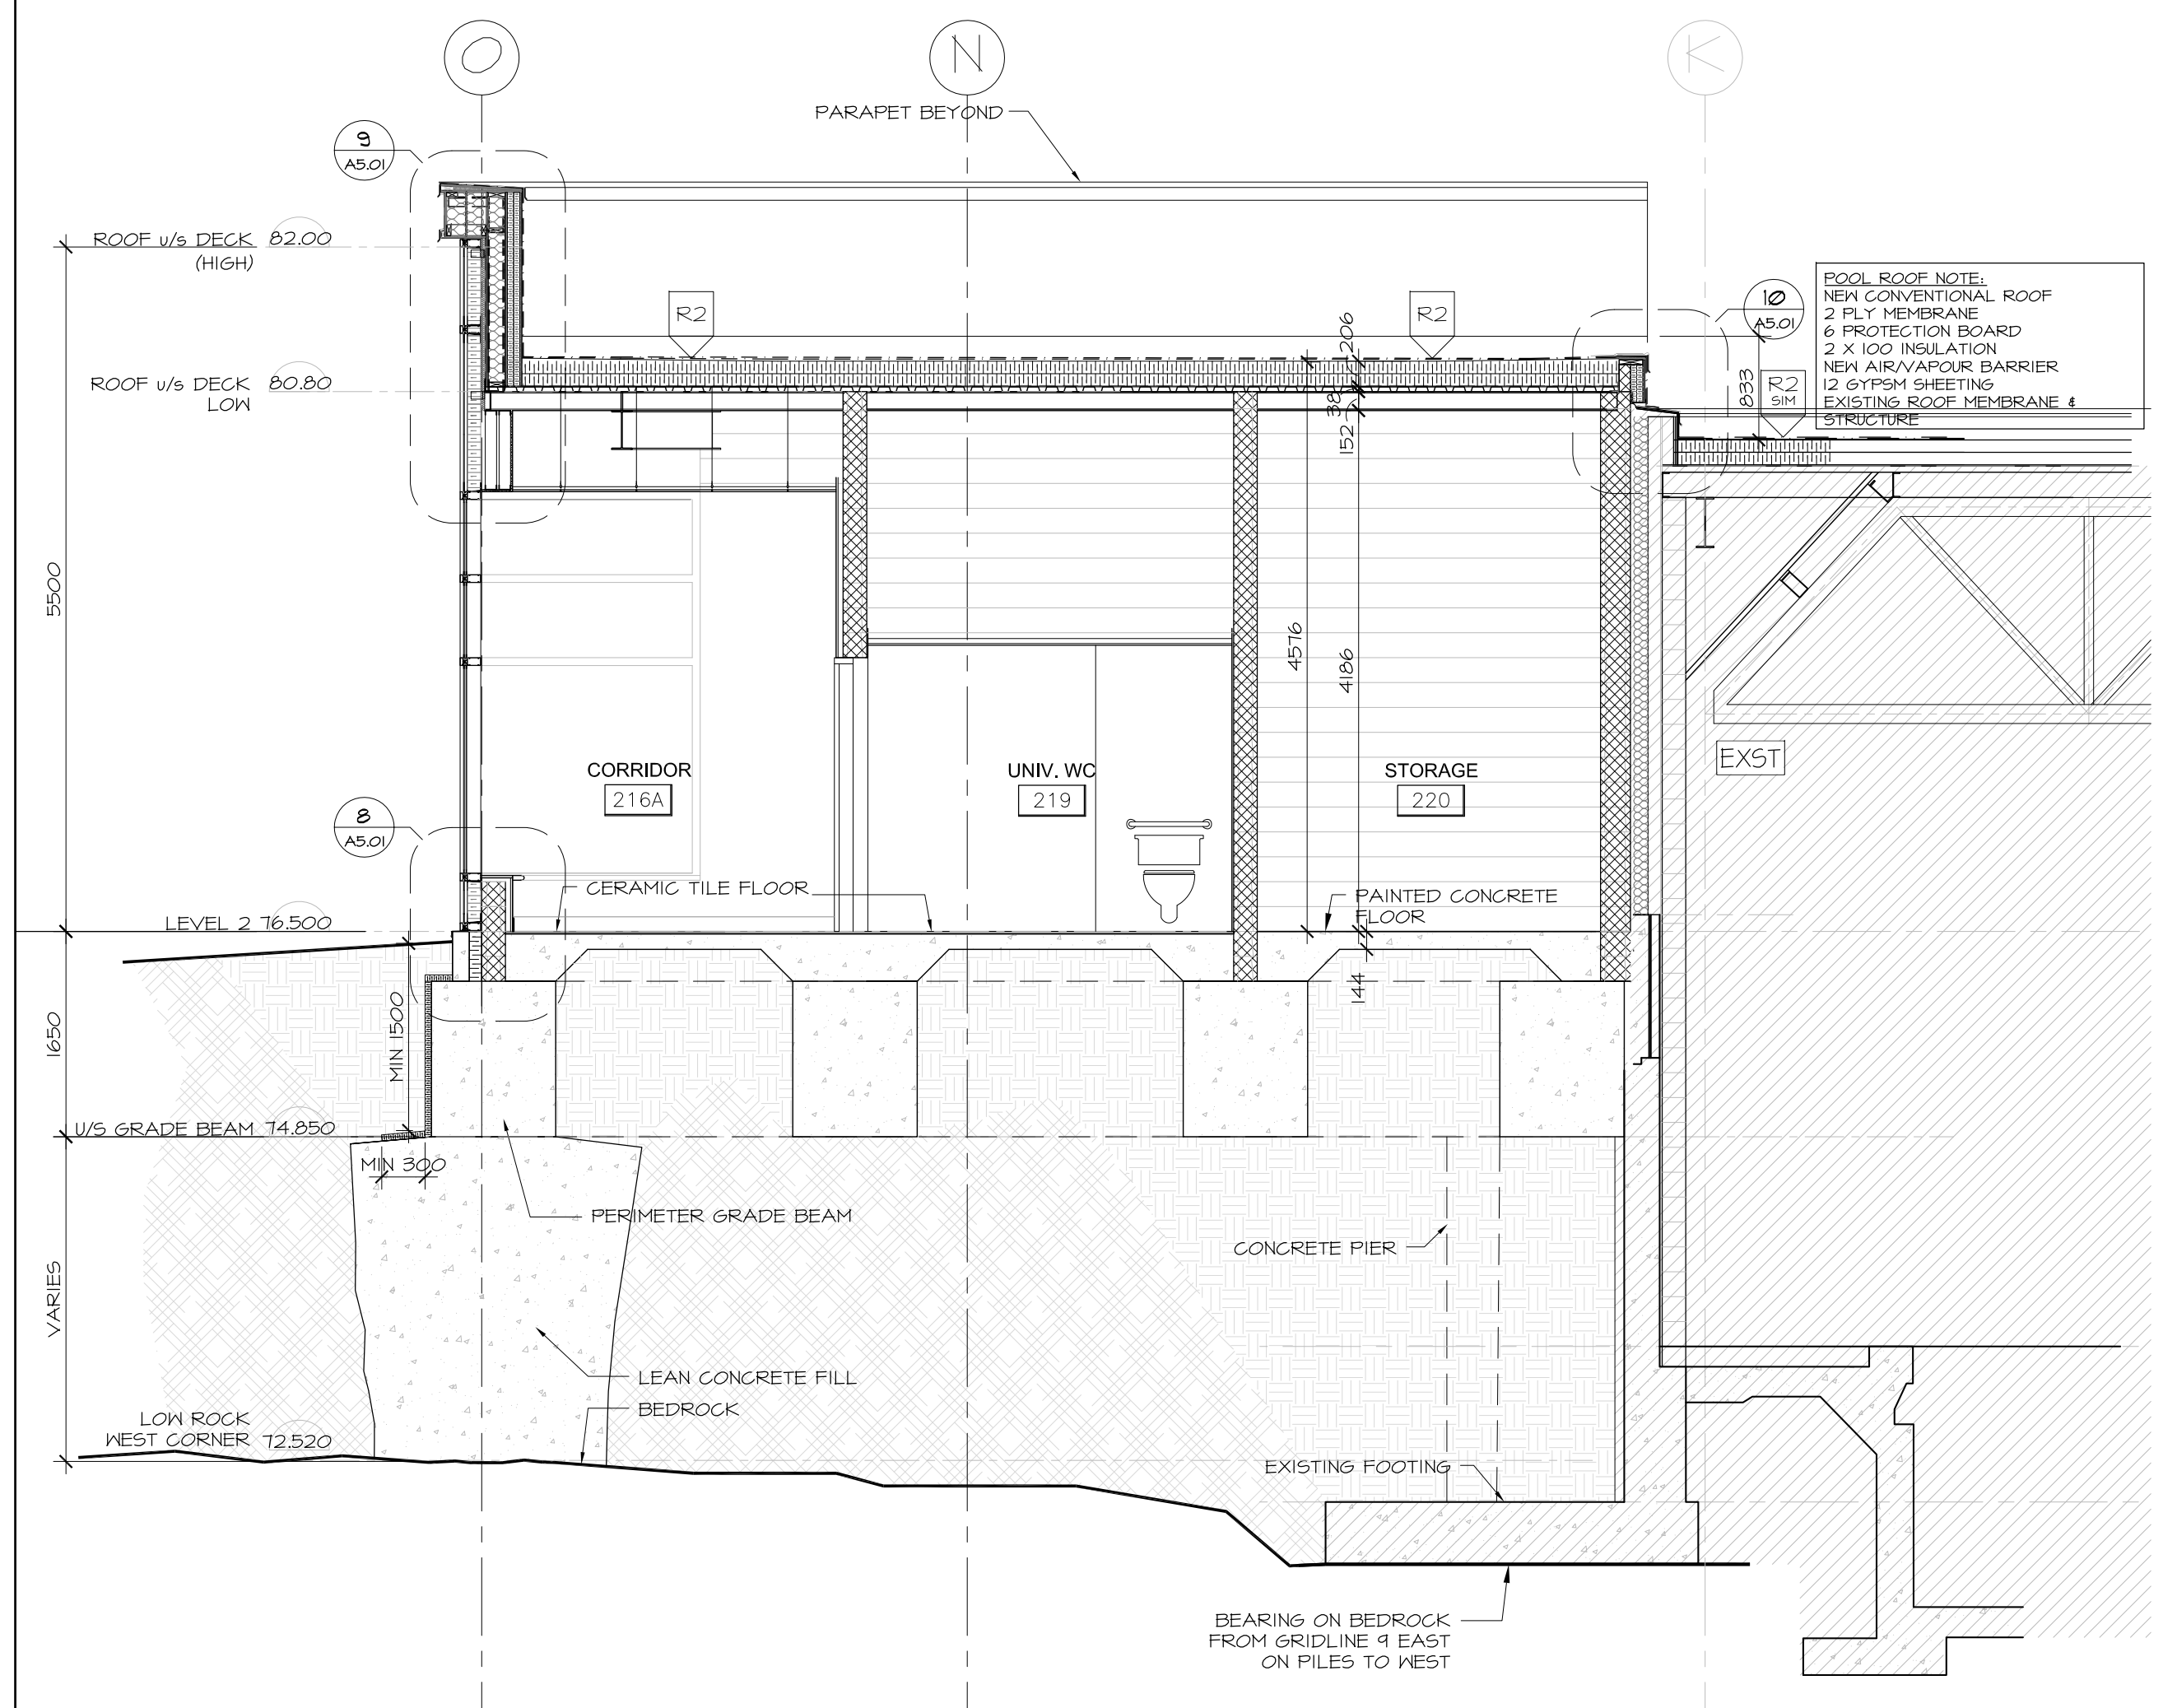 O
N
K
PARAPET BEYOND
9
A5.01
ROOF u/s DECK 82.00
(HIGH)
ROOF u/s DECK 80.80
LOW
R2
R2
206
38
152
10
A5.01
833
R2
SIM
POOL ROOF NOTE:
NEW CONVENTIONAL ROOF
2 PLY MEMBRANE
6 PROTECTION BOARD
2 X 100 INSULATION
NEW AIR/VAPOUR BARRIER
12 GYPSM SHEETING
EXISTING ROOF MEMBRANE &
STRUCTURE
5500
4576
4186
EXST
CORRIDOR
216A
UNIV. WC
219
STORAGE
220
8
A5.01
CERAMIC TILE FLOOR
PAINTED CONCRETE
FLOOR
LEVEL 2 76.500
144
1650
MIN 1500
U/S GRADE BEAM 74.850
MIN 300
PERIMETER GRADE BEAM
CONCRETE PIER
VARIES
LEAN CONCRETE FILL
BEDROCK
LOW ROCK
WEST CORNER 72.520
EXISTING FOOTING
BEARING ON BEDROCK
FROM GRIDLINE 9 EAST
ON PILES TO WEST